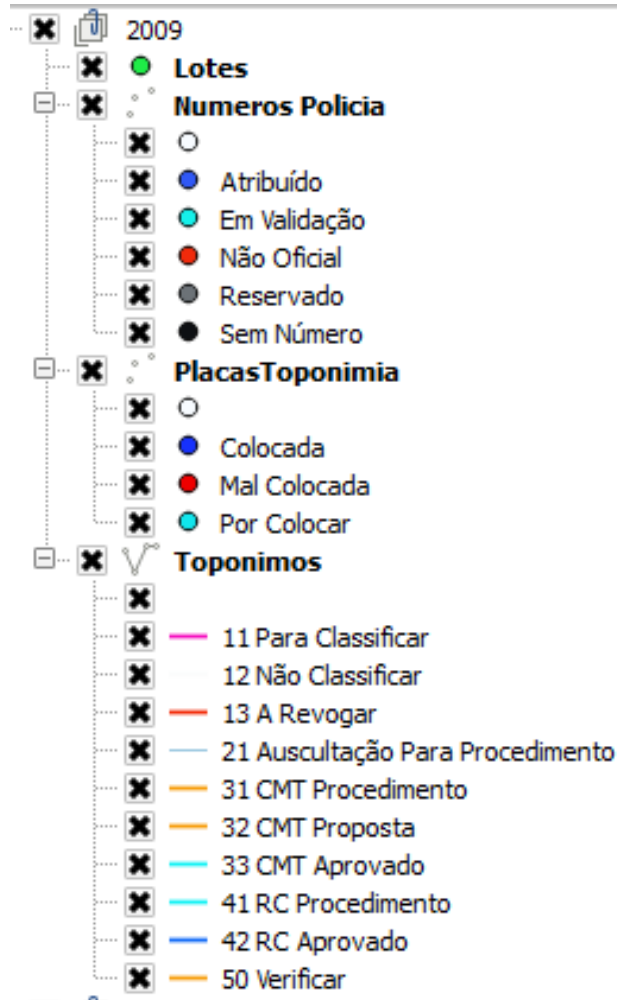 2009
Lotes
Numeros Policia
Atribuído
Em Validação
Não Oficial
Reservado
Sem Número
PlacasToponimia
Colocada
Mal Colocada
Por Colocar
Toponimos
11 Para Classificar
12 Não Classificar
13 A Revogar
21 Auscultação Para Procedimento
31 CMT Procedimento
32 CMT Proposta
33 CMT Aprovado
41 RC Procedimento
42 RC Aprovado
50 Verificar